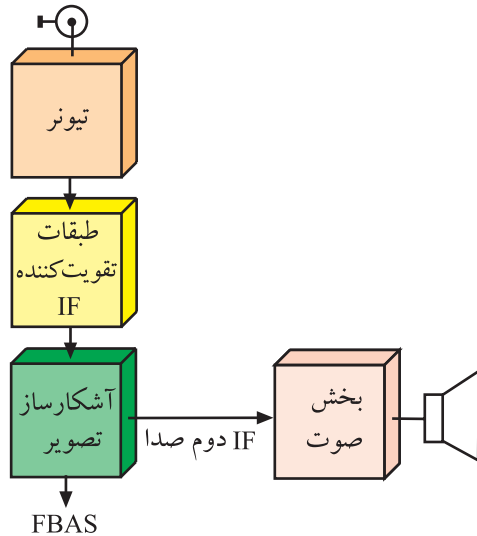 تیونر
طبقات
تقویت‌کننده
IF
آشکارساز
تصویر
IF دوم صدا
بخش
صوت
FBAS